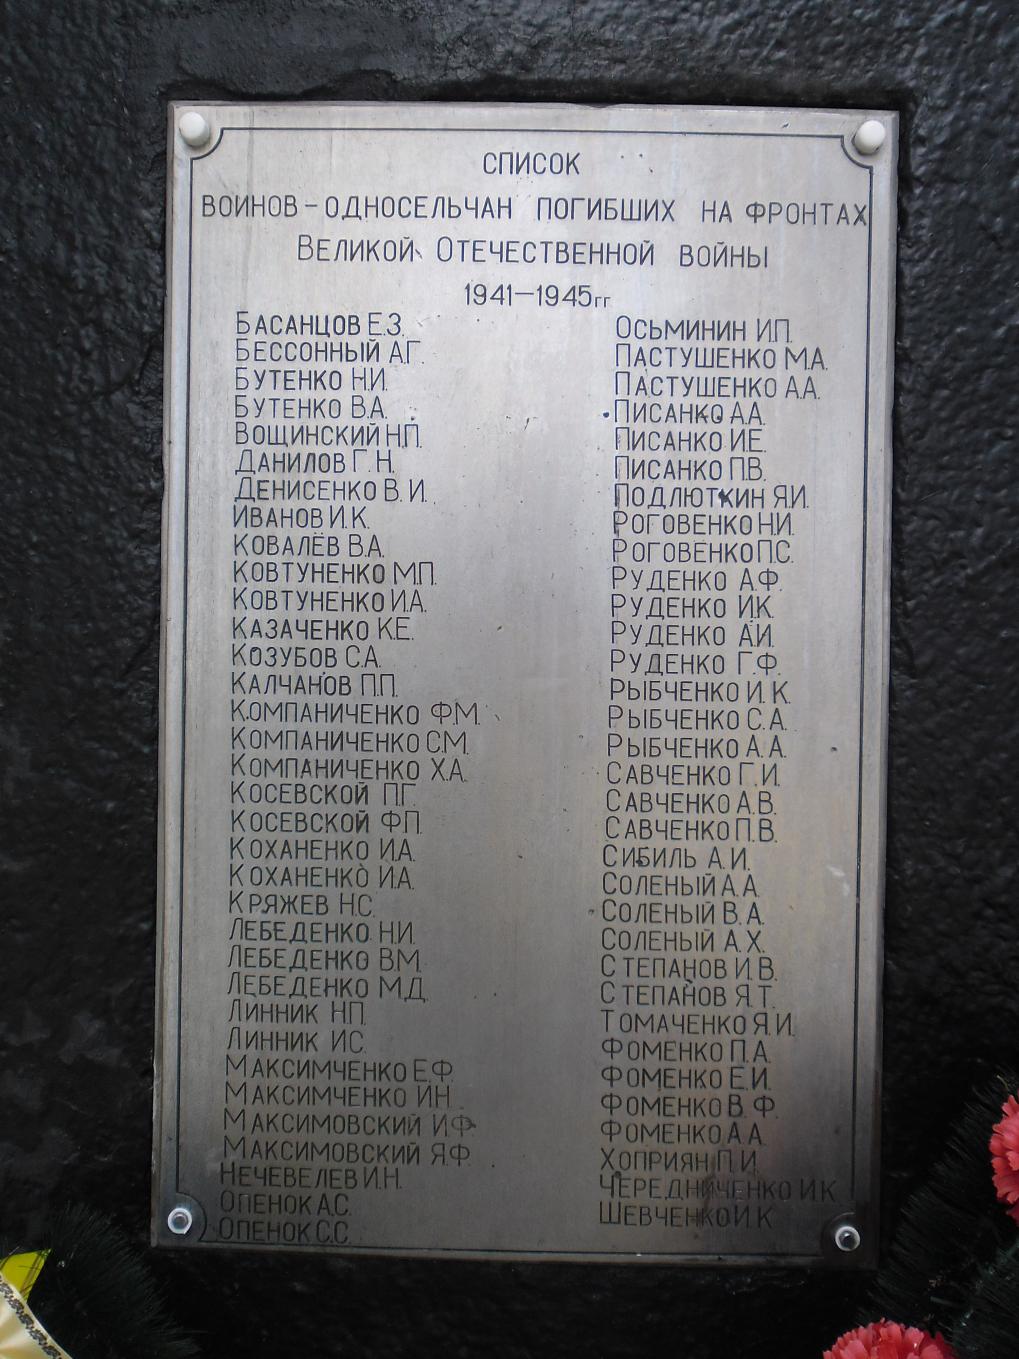 СПИСОК
ВОИНОВ-ОДНОСЕЛЬЧАН ПОГИБШИХ НА ФРОНТАХ
ВЕЛИКОЙ ОТЕЧЕСТВЕННОЙ ВОЙНЫ
1941-1945гг
БАСАНЦОВ Е.З.
БЕССОННЫЙ А.Г.
БУТЕНКО Н.И.
БУТЕНКО В.А.
ВОЩИНСКИЙ Н.П.
ДАНИЛОВ Г.Н.
ДЕНИСЕНКО В.И.
ИВАНОВ И.К.
КОВАЛЁВ В.А.
КОВТУНЕНКО М.П.
КОВТУНЕНКО И.А.
КАЗАЧЕНКО К.Е.
КОЗУБОВ С.А.
КАЛЧАНОВ П.П.
КОМПАНИЧЕНКО Ф.М.
КОМПАНИЧЕНКО С.М.
КОМПАНИЧЕНКО Х.А.
КОСЕВСКОЙ П.Г.
КОСЕВСКОЙ Ф.П.
КОХАНЕНКО И.А.
КОХАНЕНКО И.А.
КРЯЖЕВ Н.С.
ЛЕБЕДЕНКО Н.И.
ЛЕБЕДЕНКО В.М.
ЛЕБЕДЕНКО М.Д.
ЛИННИК Н.П.
ЛИННИК И.С.
МАКСИМЧЕНКО Е.Ф.
МАКСИМЧЕНКО И.Н.
МАКСИМОВСКИЙ И.Ф.
МАКСИМОВСКИЙ Я.Ф.
НЕЧЕВЕЛЕВ И.Н.
ОПЕНОК А.С.
ОПЕНОК С.С.
ОСЬМИНИН И.П.
ПАСТУШЕНКО М.А.
ПАСТУШЕНКО А.А.
ПИСАНКО А.А.
ПИСАНКО И.Е.
ПИСАНКО П.В.
ПОДЛЮТКИН Я.И.
РОГОВЕНКО Н.И.
РОГОВЕНКО П.С.
РУДЕНКО А.Ф.
РУДЕНКО И.К.
РУДЕНКО А.И.
РУДЕНКО Г.Ф.
РЫБЧЕНКО И.К.
РЫБЧЕНКО С.А.
РЫБЧЕНКО А.А.
САВЧЕНКО Г.И.
САВЧЕНКО А.В.
САВЧЕНКО П.В.
СИБИЛЬ А.И.
СОЛЕНЫЙ А.А.
СОЛЕНЫЙ В.А.
СОЛЕНЫЙ А.Х.
СТЕПАНОВ И.В.
СТЕПАНОВ Я.Т.
ТОМАЧЕНКО Я.И.
ФОМЕНКО П.А.
ФОМЕНКО Е.И.
ФОМЕНКО В.Ф.
ФОМЕНКО А.А.
ХОПРИЯН П.И.
ЧЕРЕДНИЧЕНКО И.К.
ШЕВЧЕНКО И.К.